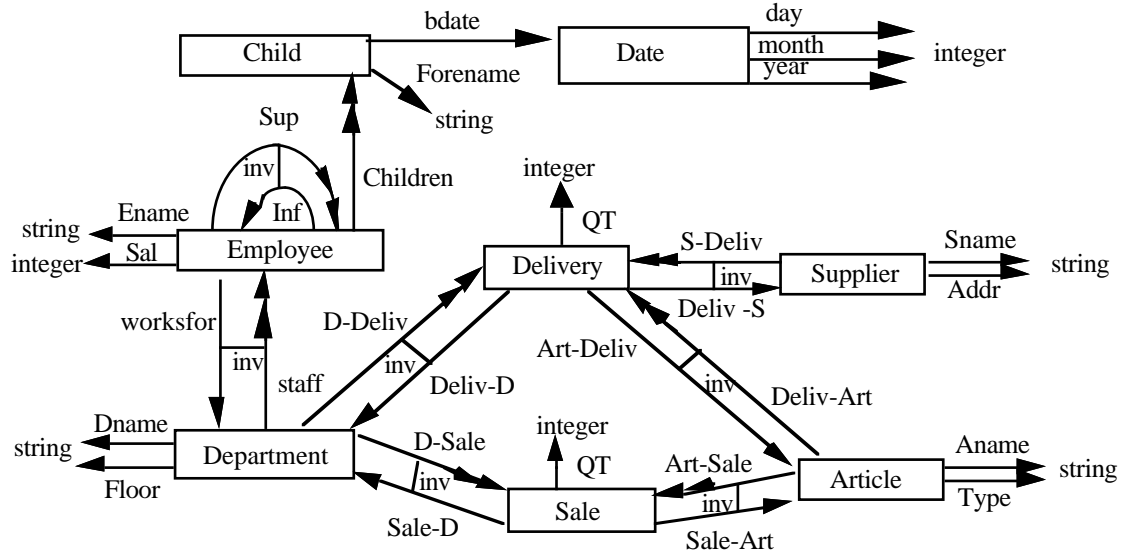 bdate
day
month
year
Child
Date
integer
Forename
string
Sup
inv
Children
Inf
integer
QT
string
Ename
integer
Sal
Employee
Delivery
S-Deliv
inv
Deliv -S
Supplier
Sname
Addr
string
worksfor
inv
staff
D-Deliv
inv
Deliv-D
Art-Deliv
inv
Deliv-Art
string
Dname
Floor
Department
D-Sale
inv
Sale-D
integer
QT
Sale
Art-Sale
inv
Sale-Art
Article
Aname
Type
string